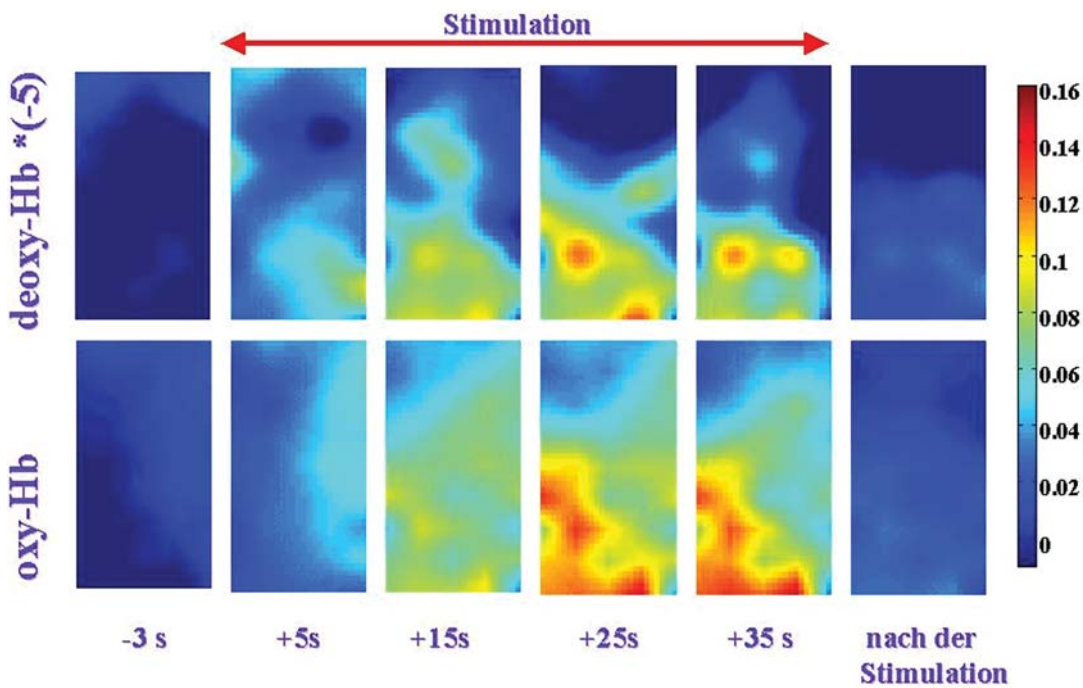 Stimulation
deoxy-Hb *(-5)
0.16
0.14
0.12
0.1
0.08
0.06
0.04
0.02
0
oxy-Hb
-3 s
+5s
+15s
+25s
+35 s
nach der
Stimulation